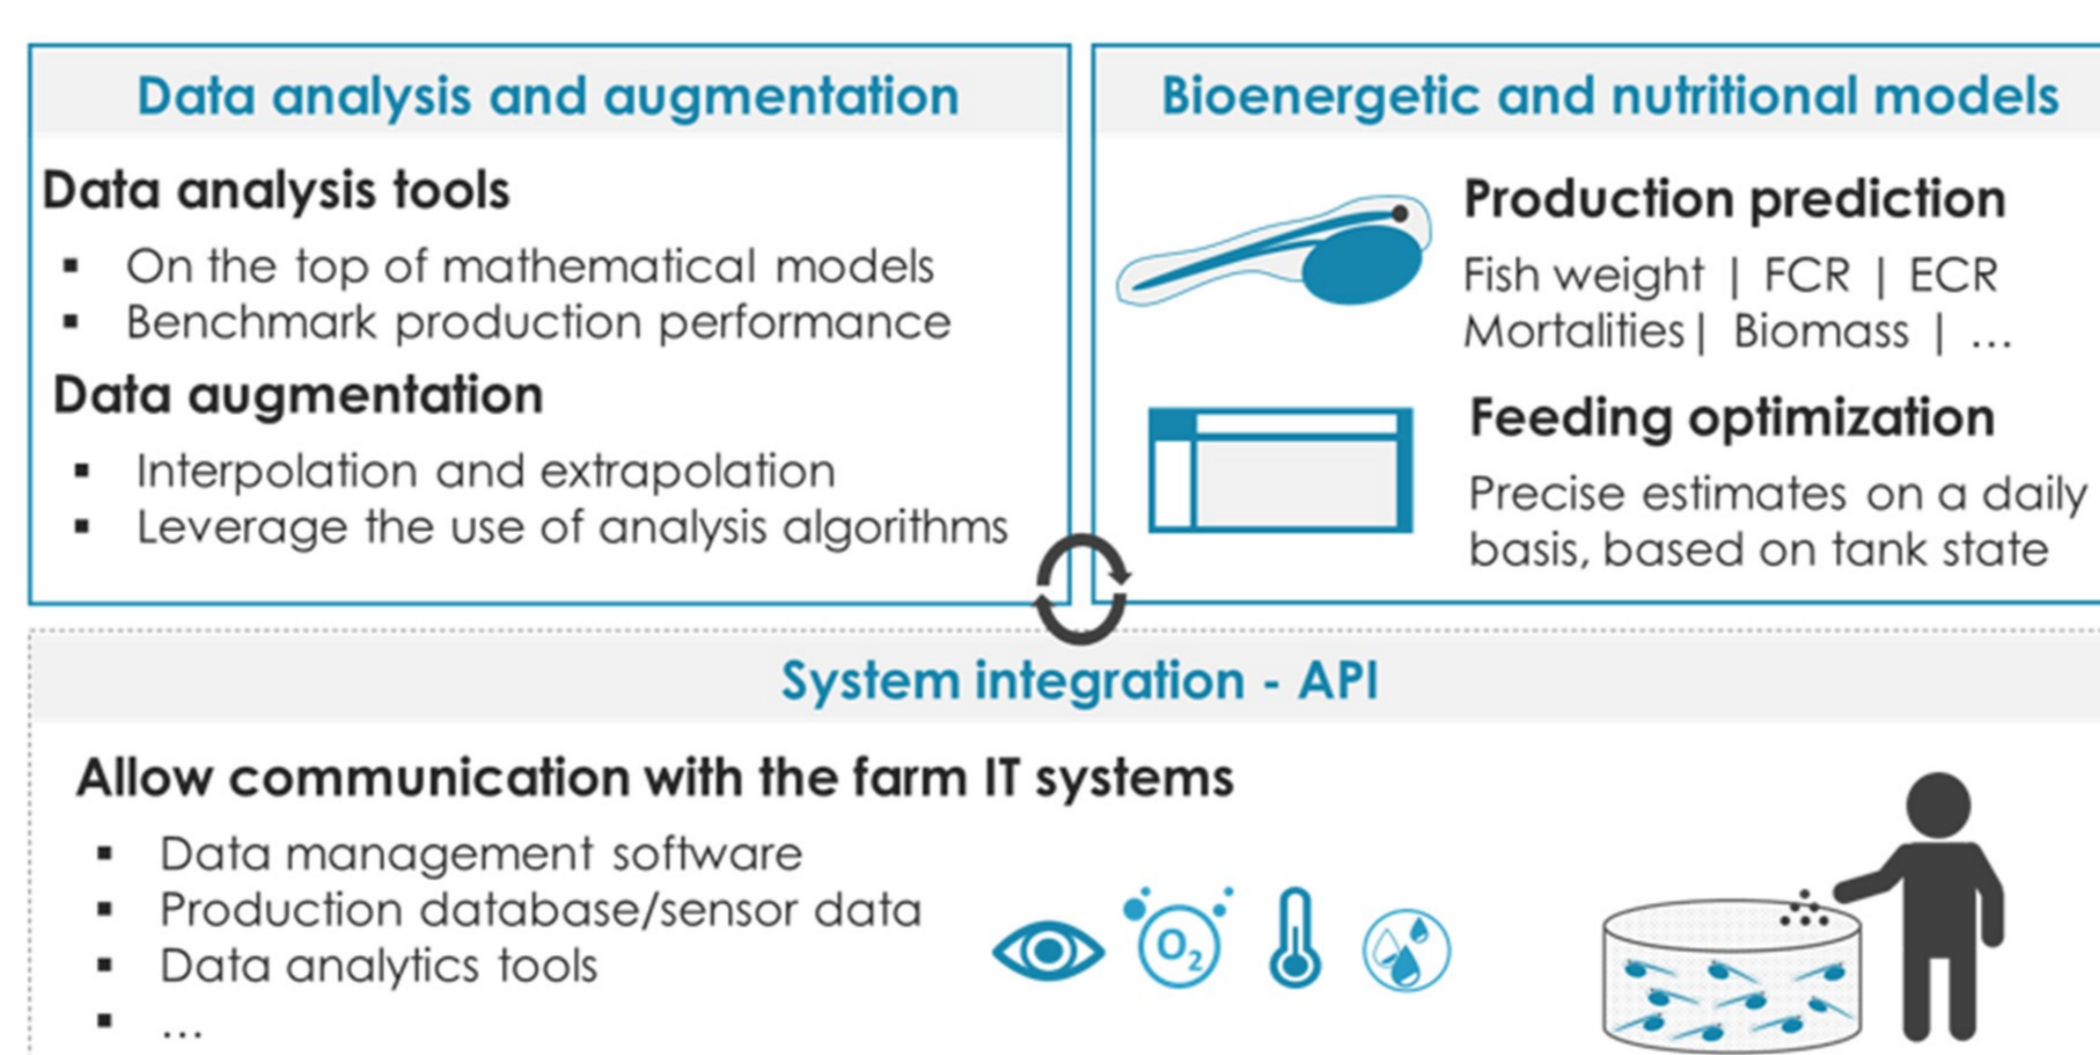 Data analysis and augmentation
Data analysis tools
▪ On the top of mathematical models
▪ Benchmark production performance
Data augmentation
▪ Interpolation and extrapolation
▪ Leverage the use of analysis algorithms
Bioenergetic and nutritional models
Production prediction
Fish weight | FCR | ECR
Mortalities| Biomass | ...
Feeding optimization
Precise estimates on a daily
basis, based on tank state
System integration - API
Allow communication with the farm IT systems
▪ Data management software
▪ Production database/sensor data
▪ Data analytics tools
▪ ...
O2